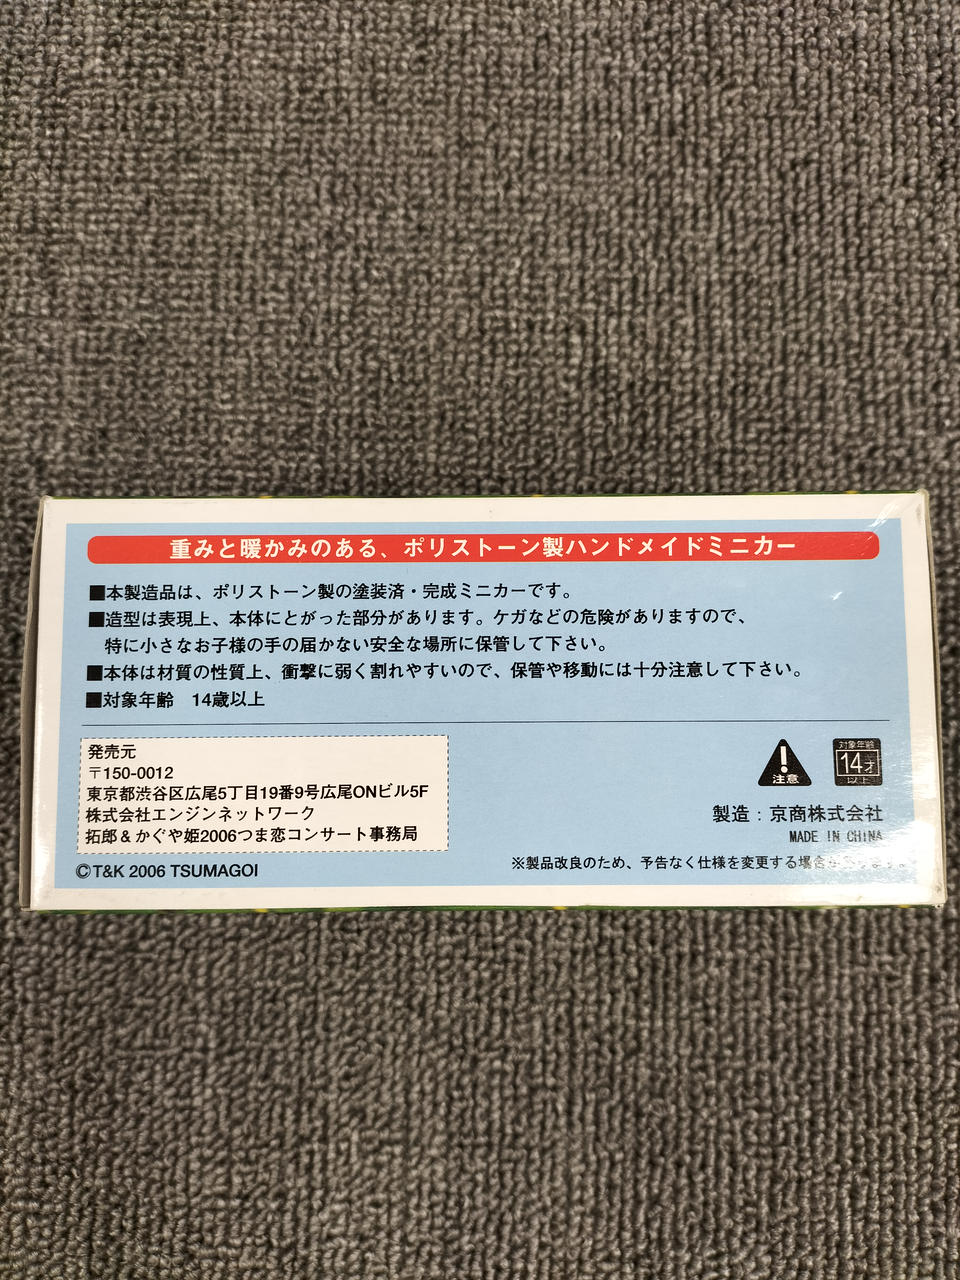 重みと暖かみのある、ポリストーン製ハンドメイドミニカー
■本製造品は、ポリストーン製の塗装済・完成ミニカーです。
■造型は表現上、本体にとがった部分があります。ケガなどの危険がありますので、
特に小さなお子様の手の届かない安全な場所に保管して下さい。
■本体は材質の性質上、衝撃に弱く割れやすいので、保管や移動には十分注意して下さい。
■対象年齢　14歳以上
発売元
〒150-0012
東京都渋谷区広尾5丁目19番9号広尾ONビル5F
株式会社エンジンネットワーク
拓郎＆かぐや姫2006つま恋コンサート事務局
©T&K 2006 TSUMAGOI
注意
対象年齢
14才
以上
製造：京商株式会社
MADE IN CHINA
※製品改良のため、予告なく仕様を変更する場合があります。